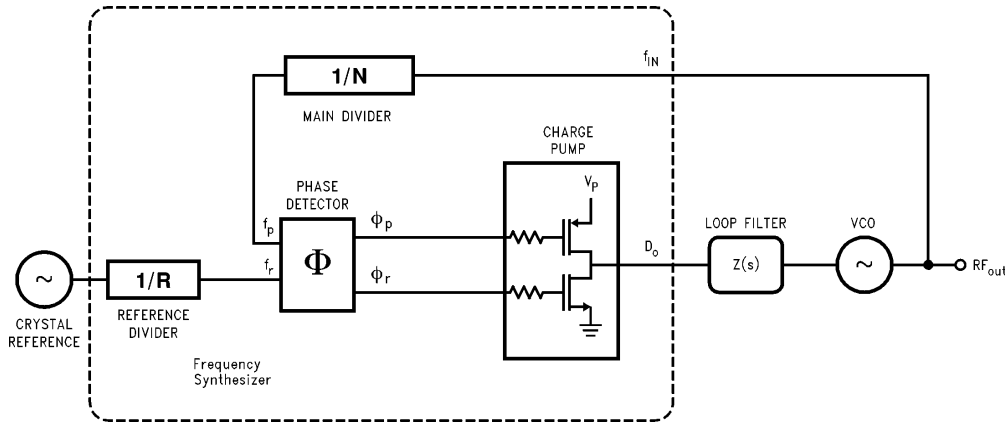 f_IN
1/N
MAIN DIVIDER
CHARGE
PUMP
V_P
PHASE
DETECTOR
f_p
ϕ_p
Φ
f_r
ϕ_r
D_o
LOOP FILTER
Z(s)
VCO
~
RF_out
~
1/R
CRYSTAL
REFERENCE
REFERENCE
DIVIDER
Frequency
Synthesizer